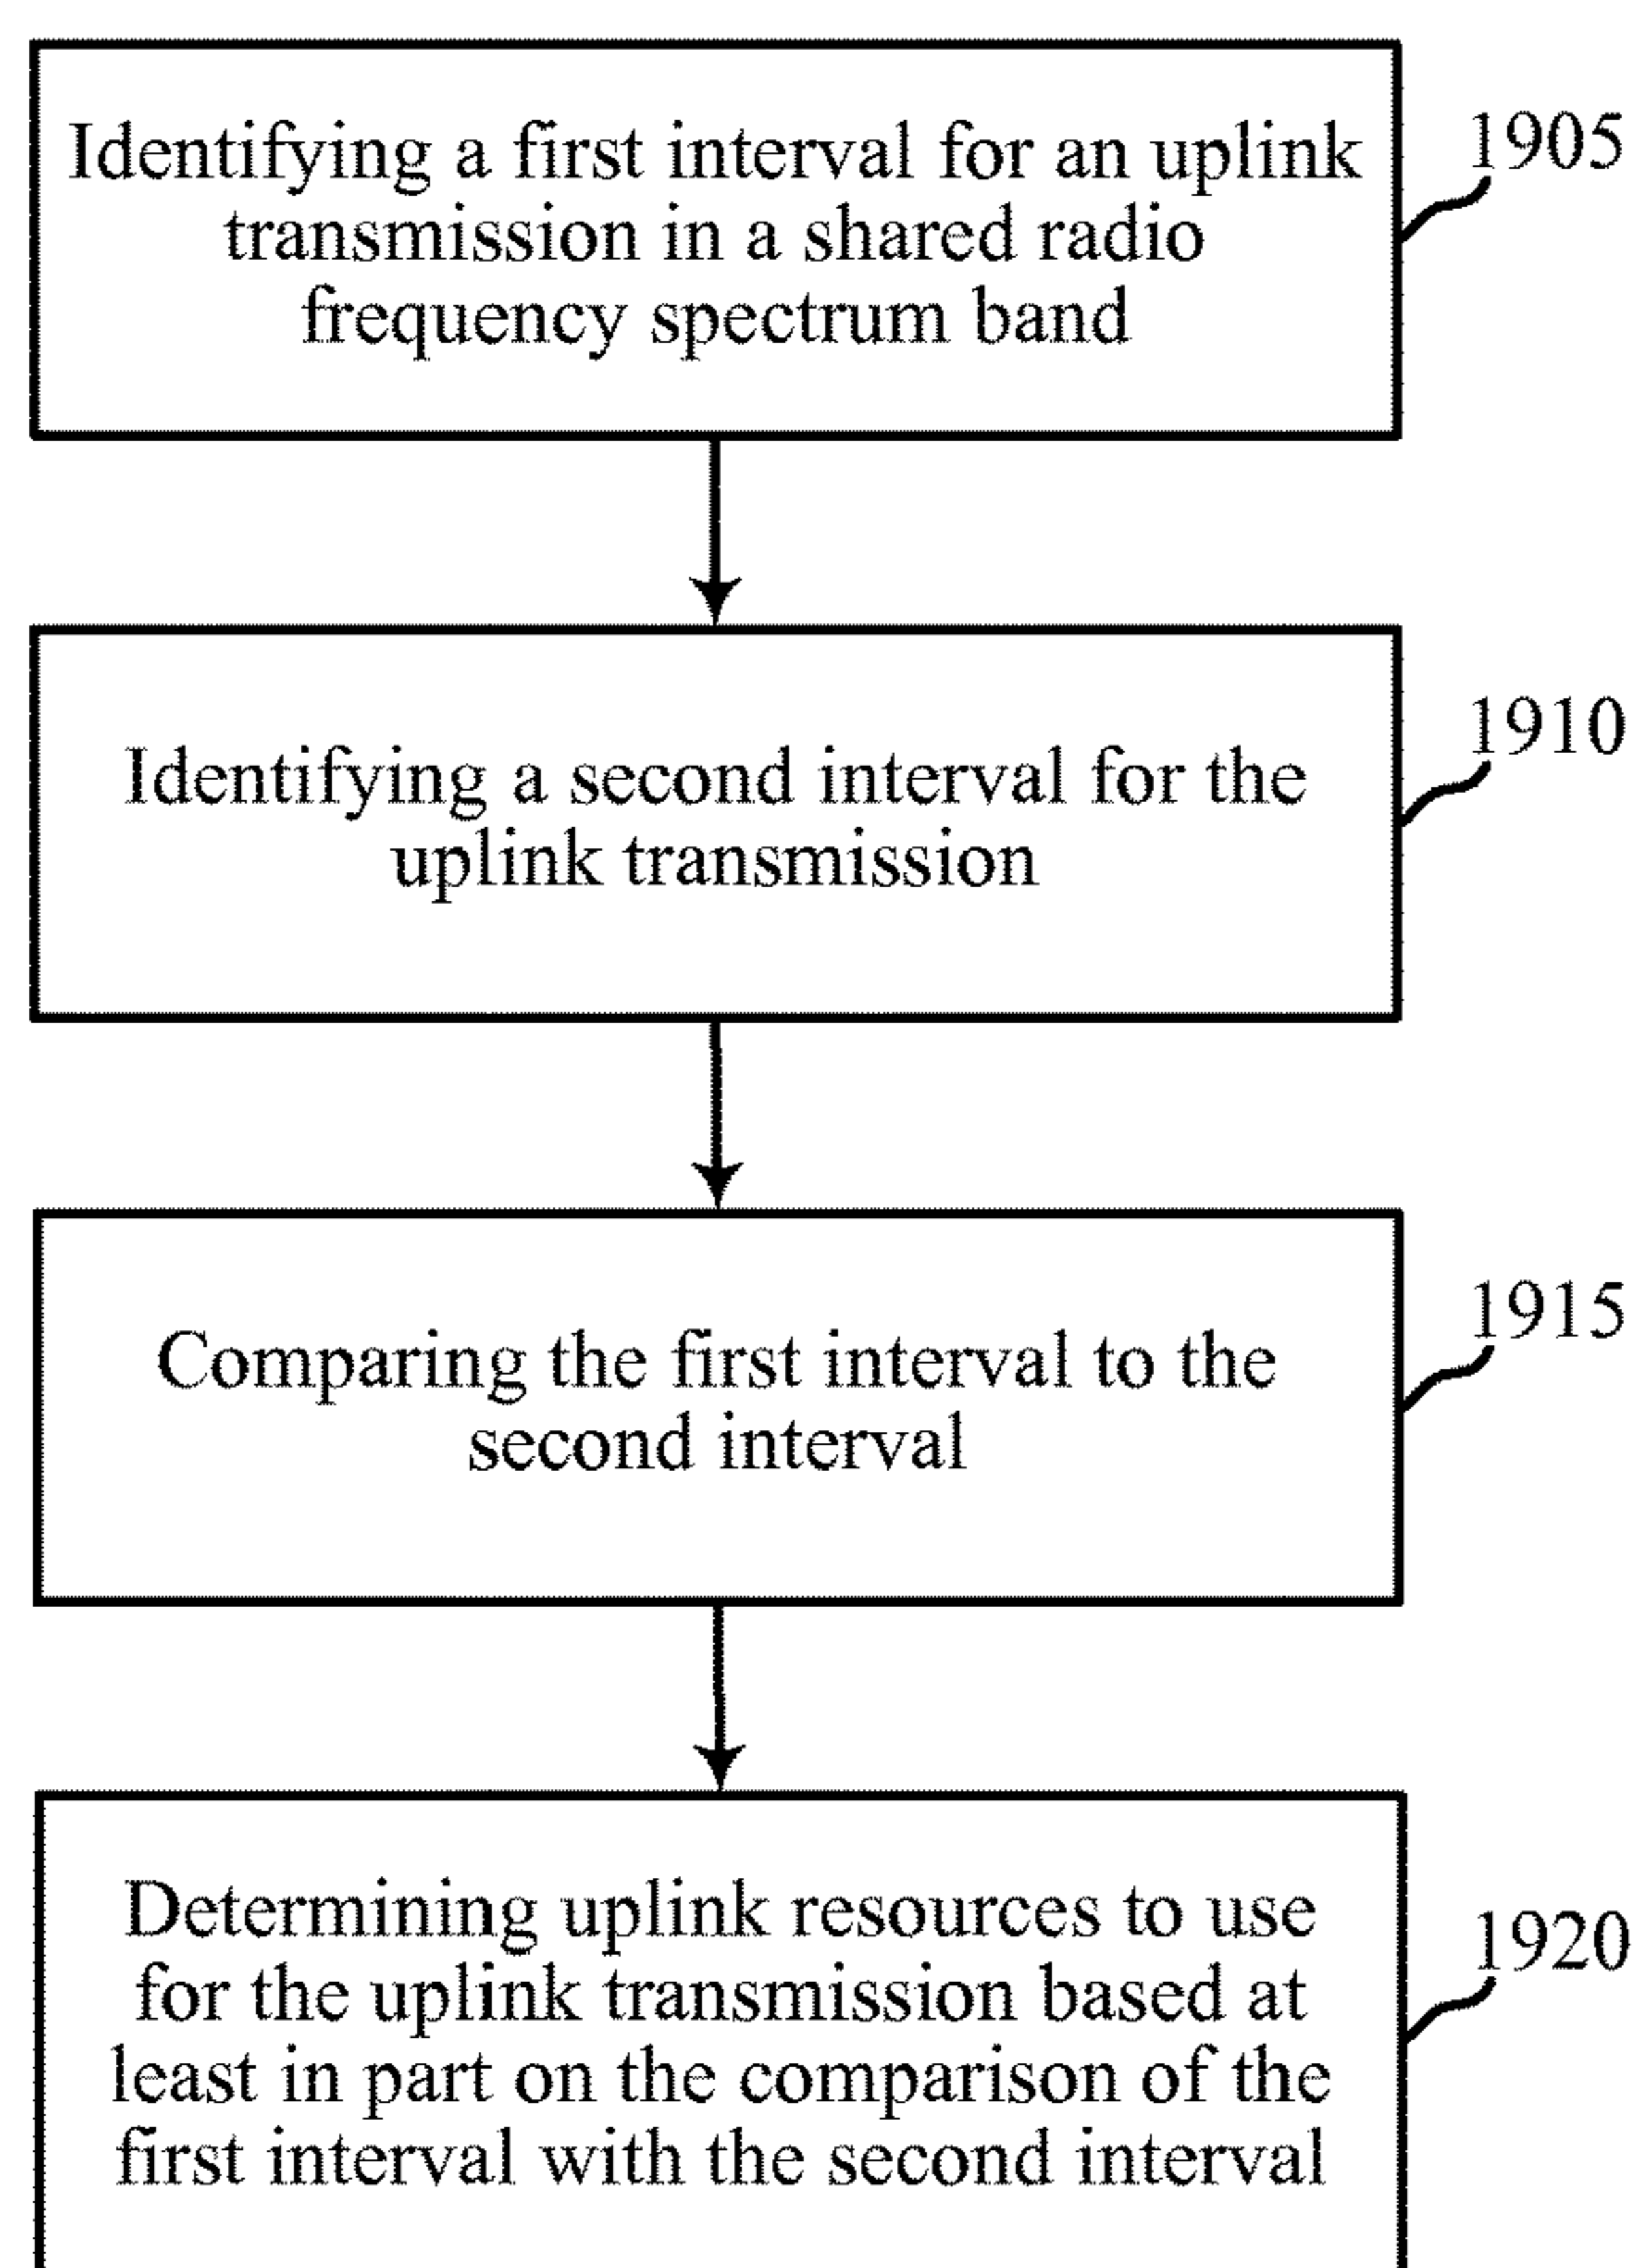 Identifying a first interval for an uplink
transmission in a shared radio
frequency spectrum band
1905
Identifying a second interval for the
uplink transmission
1910
Comparing the first interval to the
second interval
1915
Determining uplink resources to use
for the uplink transmission based at
least in part on the comparison of the
first interval with the second interval
1920